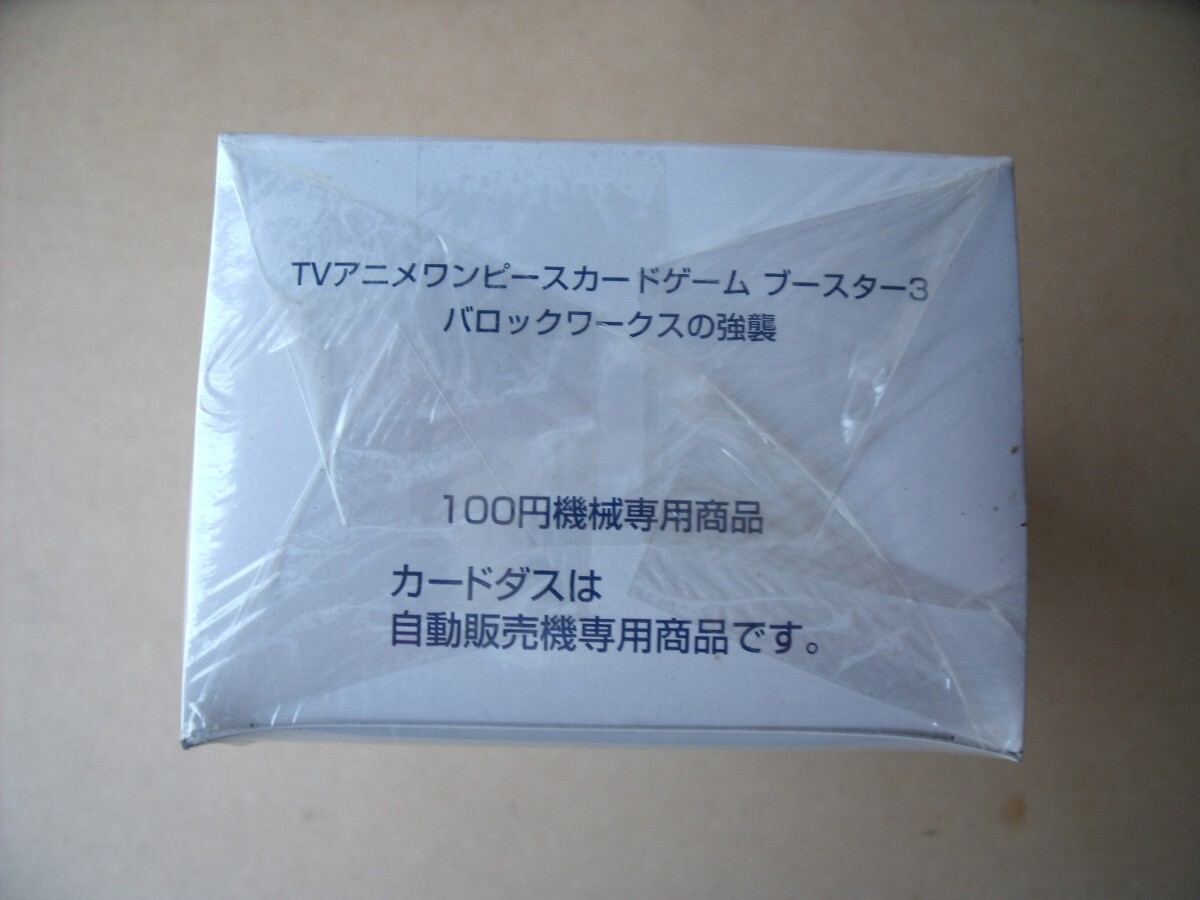 TVアニメワンピースカードゲーム ブースター3
バロックワークスの強襲
100円機械専用商品
カードダスは
自動販売機専用商品です。